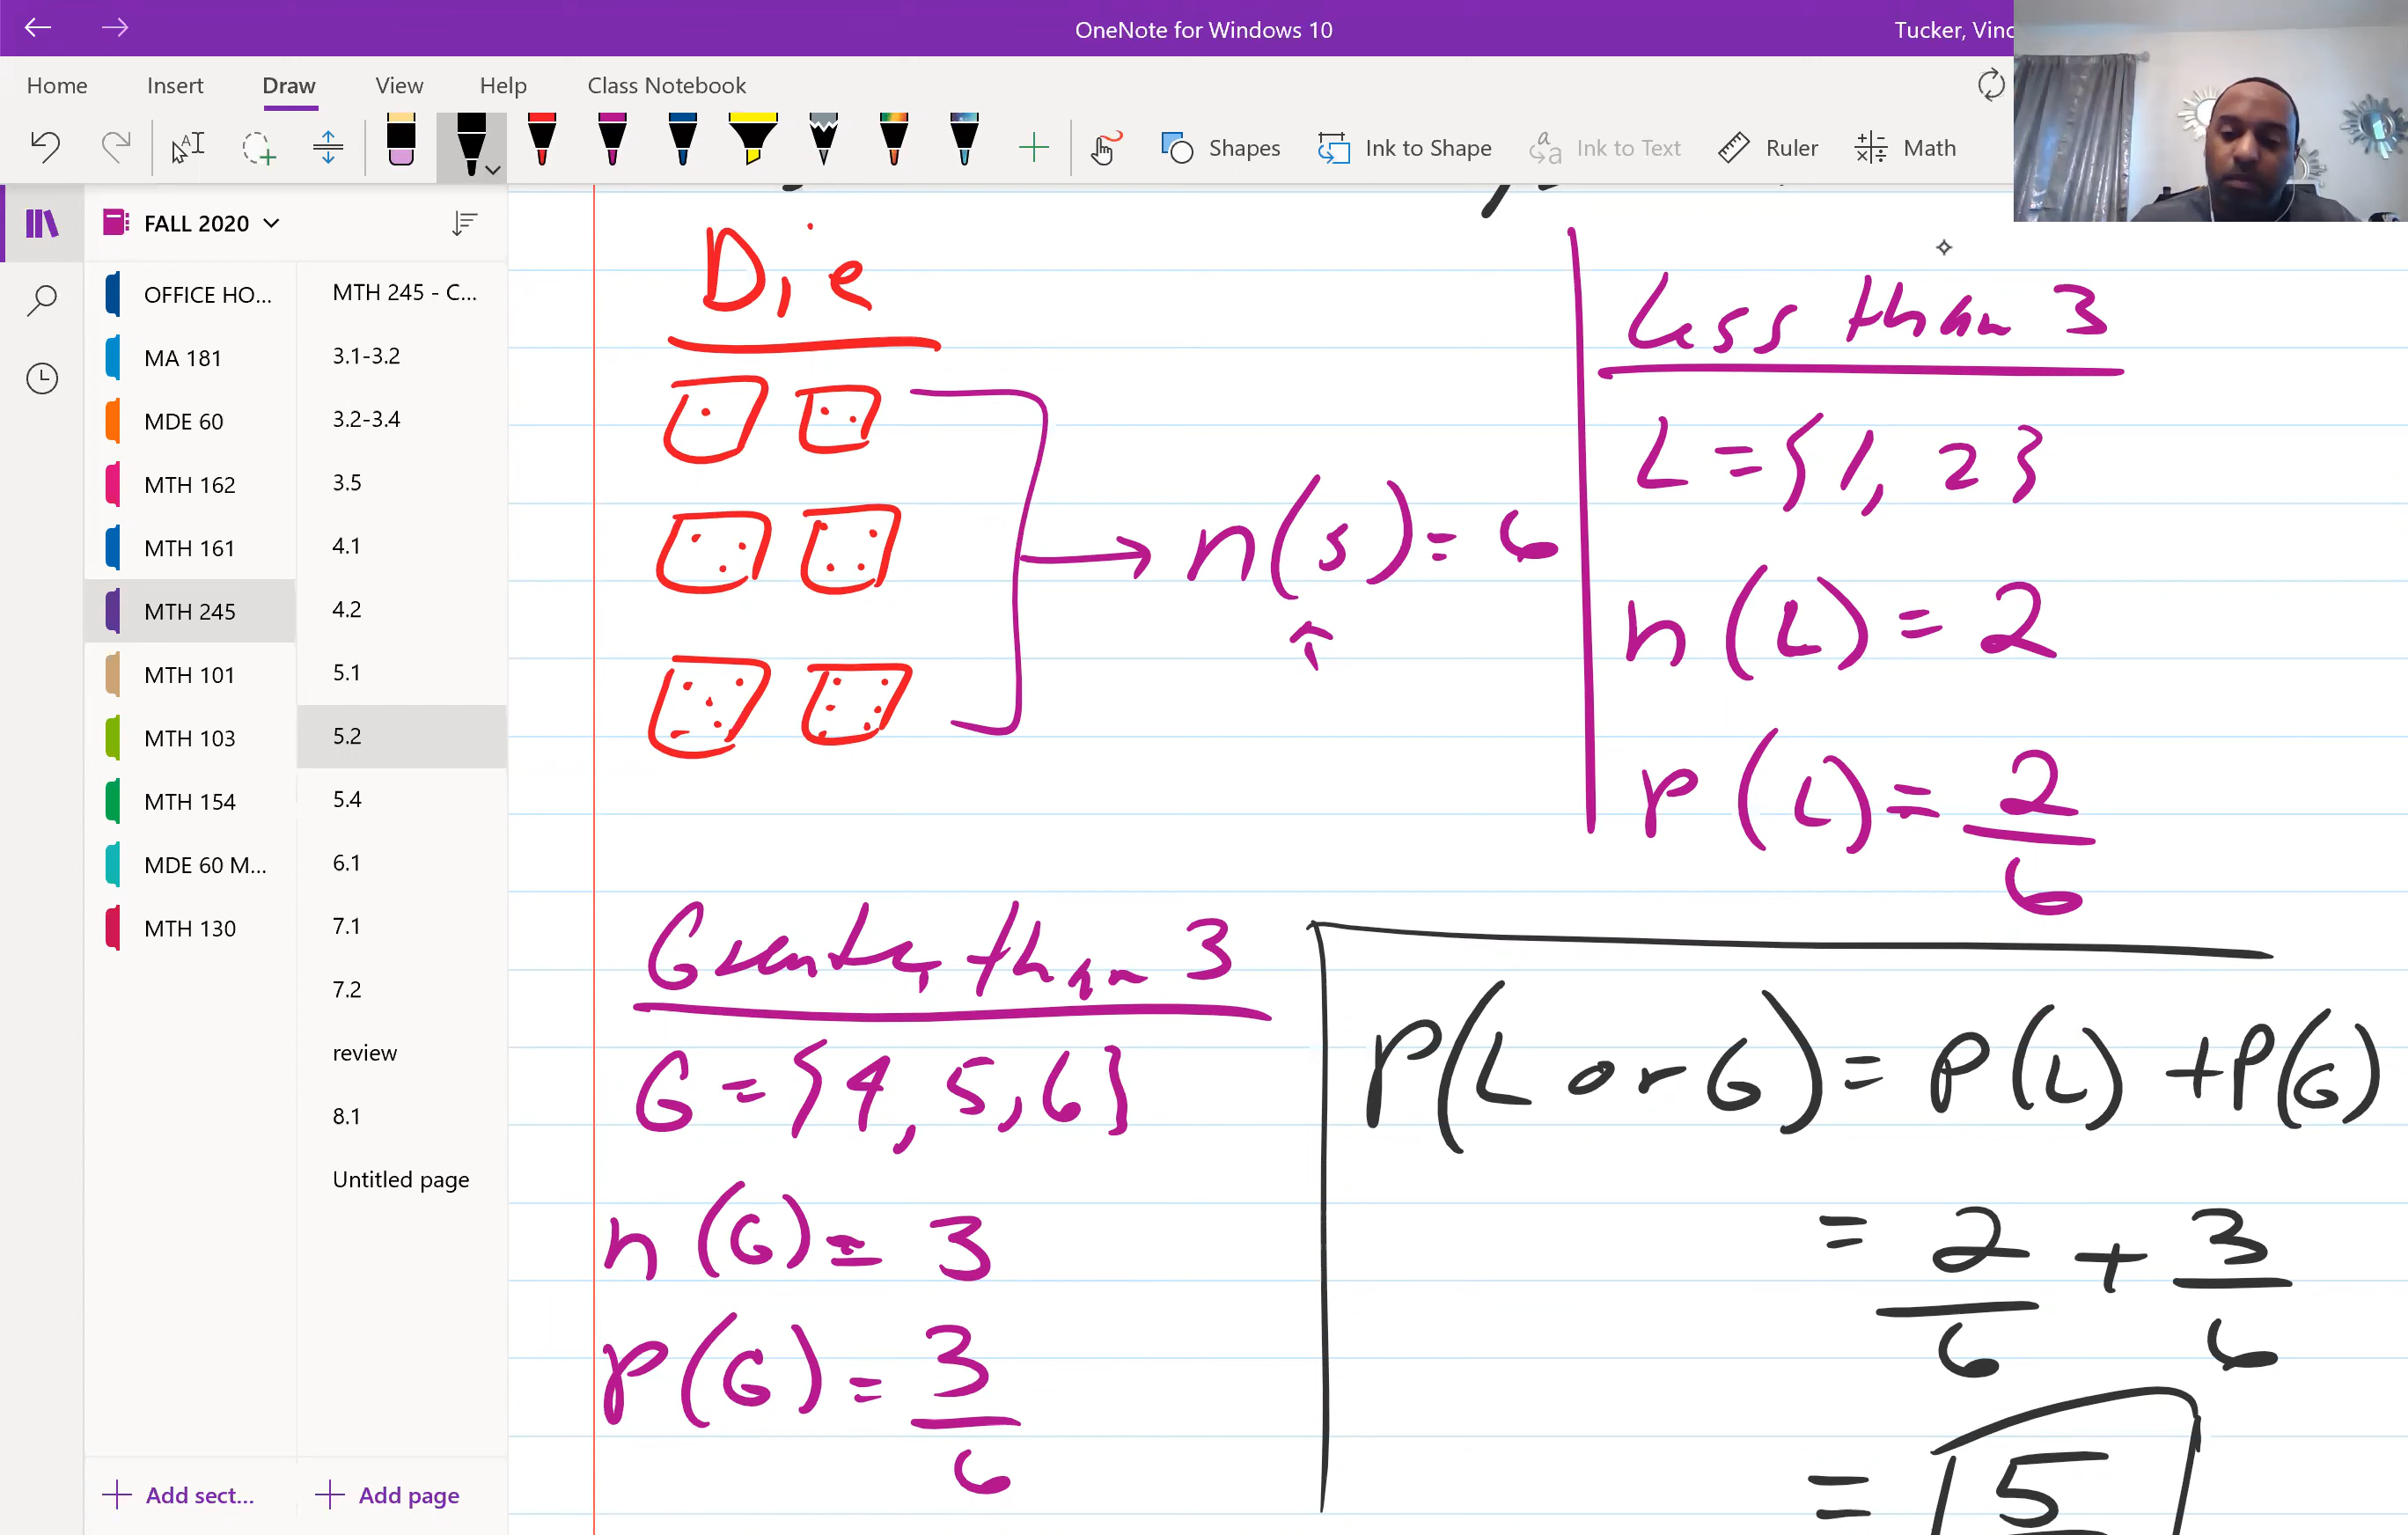 OneNote for Windows 10
Tucker, Vinc
Home Insert Draw View Help Class Notebook
Shapes Ink to Shape Ink to Text Ruler Math
FALL 2020
OFFICE HO...
MA 181
MDE 60
MTH 162
MTH 161
MTH 245
MTH 101
MTH 103
MTH 154
MDE 60 M...
MTH 130
Add sect...
MTH 245 - C...
3.1-3.2
3.2-3.4
3.5
4.1
4.2
5.1
5.2
5.4
6.1
7.1
7.2
review
8.1
Untitled page
Add page
Die
n(s) = 6
Less than 3
L = {1, 2}
n(L) = 2
P(L) = 2/6
Greater than 3
G = {4, 5, 6}
n(G) = 3
P(G) = 3/6
P(L or G) = P(L) + P(G)
= 2/6 + 3/6
= 5